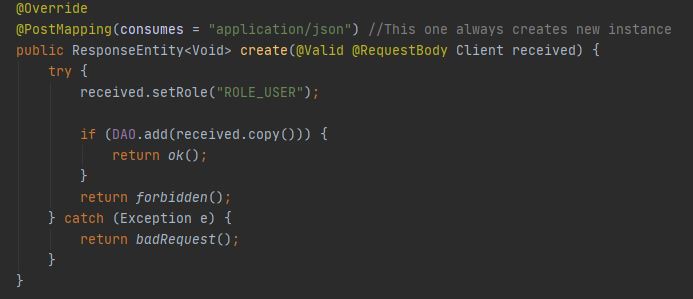 @Override
@PostMapping(consumes = "application/json") //This one always creates new instance
public ResponseEntity<Void> create(@Valid @RequestBody Client received) {
    try {
        received.setRole("ROLE_USER");

        if (DAO.add(received.copy())) {
            return ok();
        }
        return forbidden();
    } catch (Exception e) {
        return badRequest();
    }
}